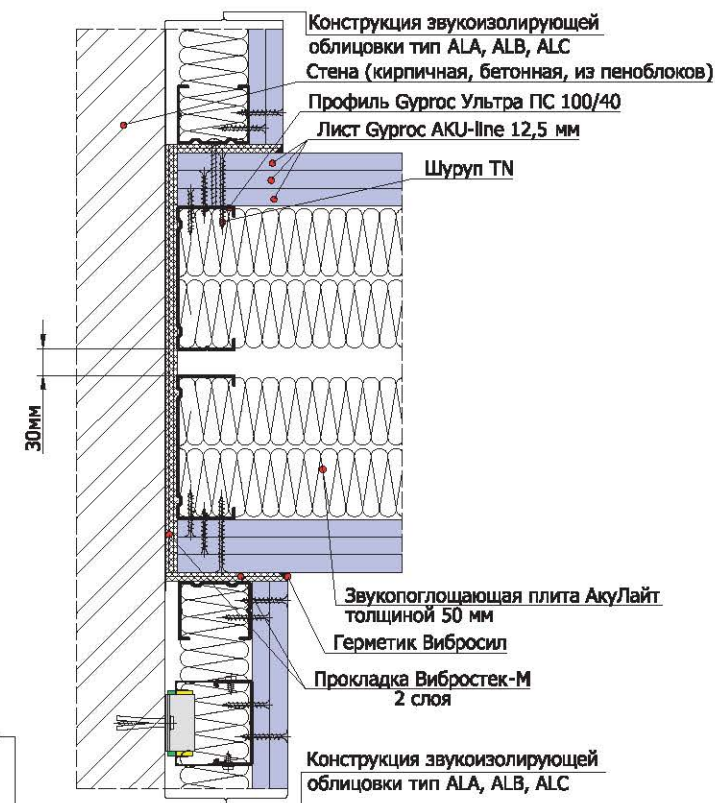 Конструкция звукоизолирующей
облицовки тип ALA, ALB, ALC
Стена (кирпичная, бетонная, из пеноблоков)
Профиль Gyproc Ультра ПС 100/40
Лист Gyproc AKU-line 12,5 мм
Шуруп TN
30мм
Звукопоглощающая плита АкуЛайт
толщиной 50 мм
Герметик Вибросил
Прокладка Вибростек-М
2 слоя
Конструкция звукоизолирующей
облицовки тип ALA, ALB, ALC